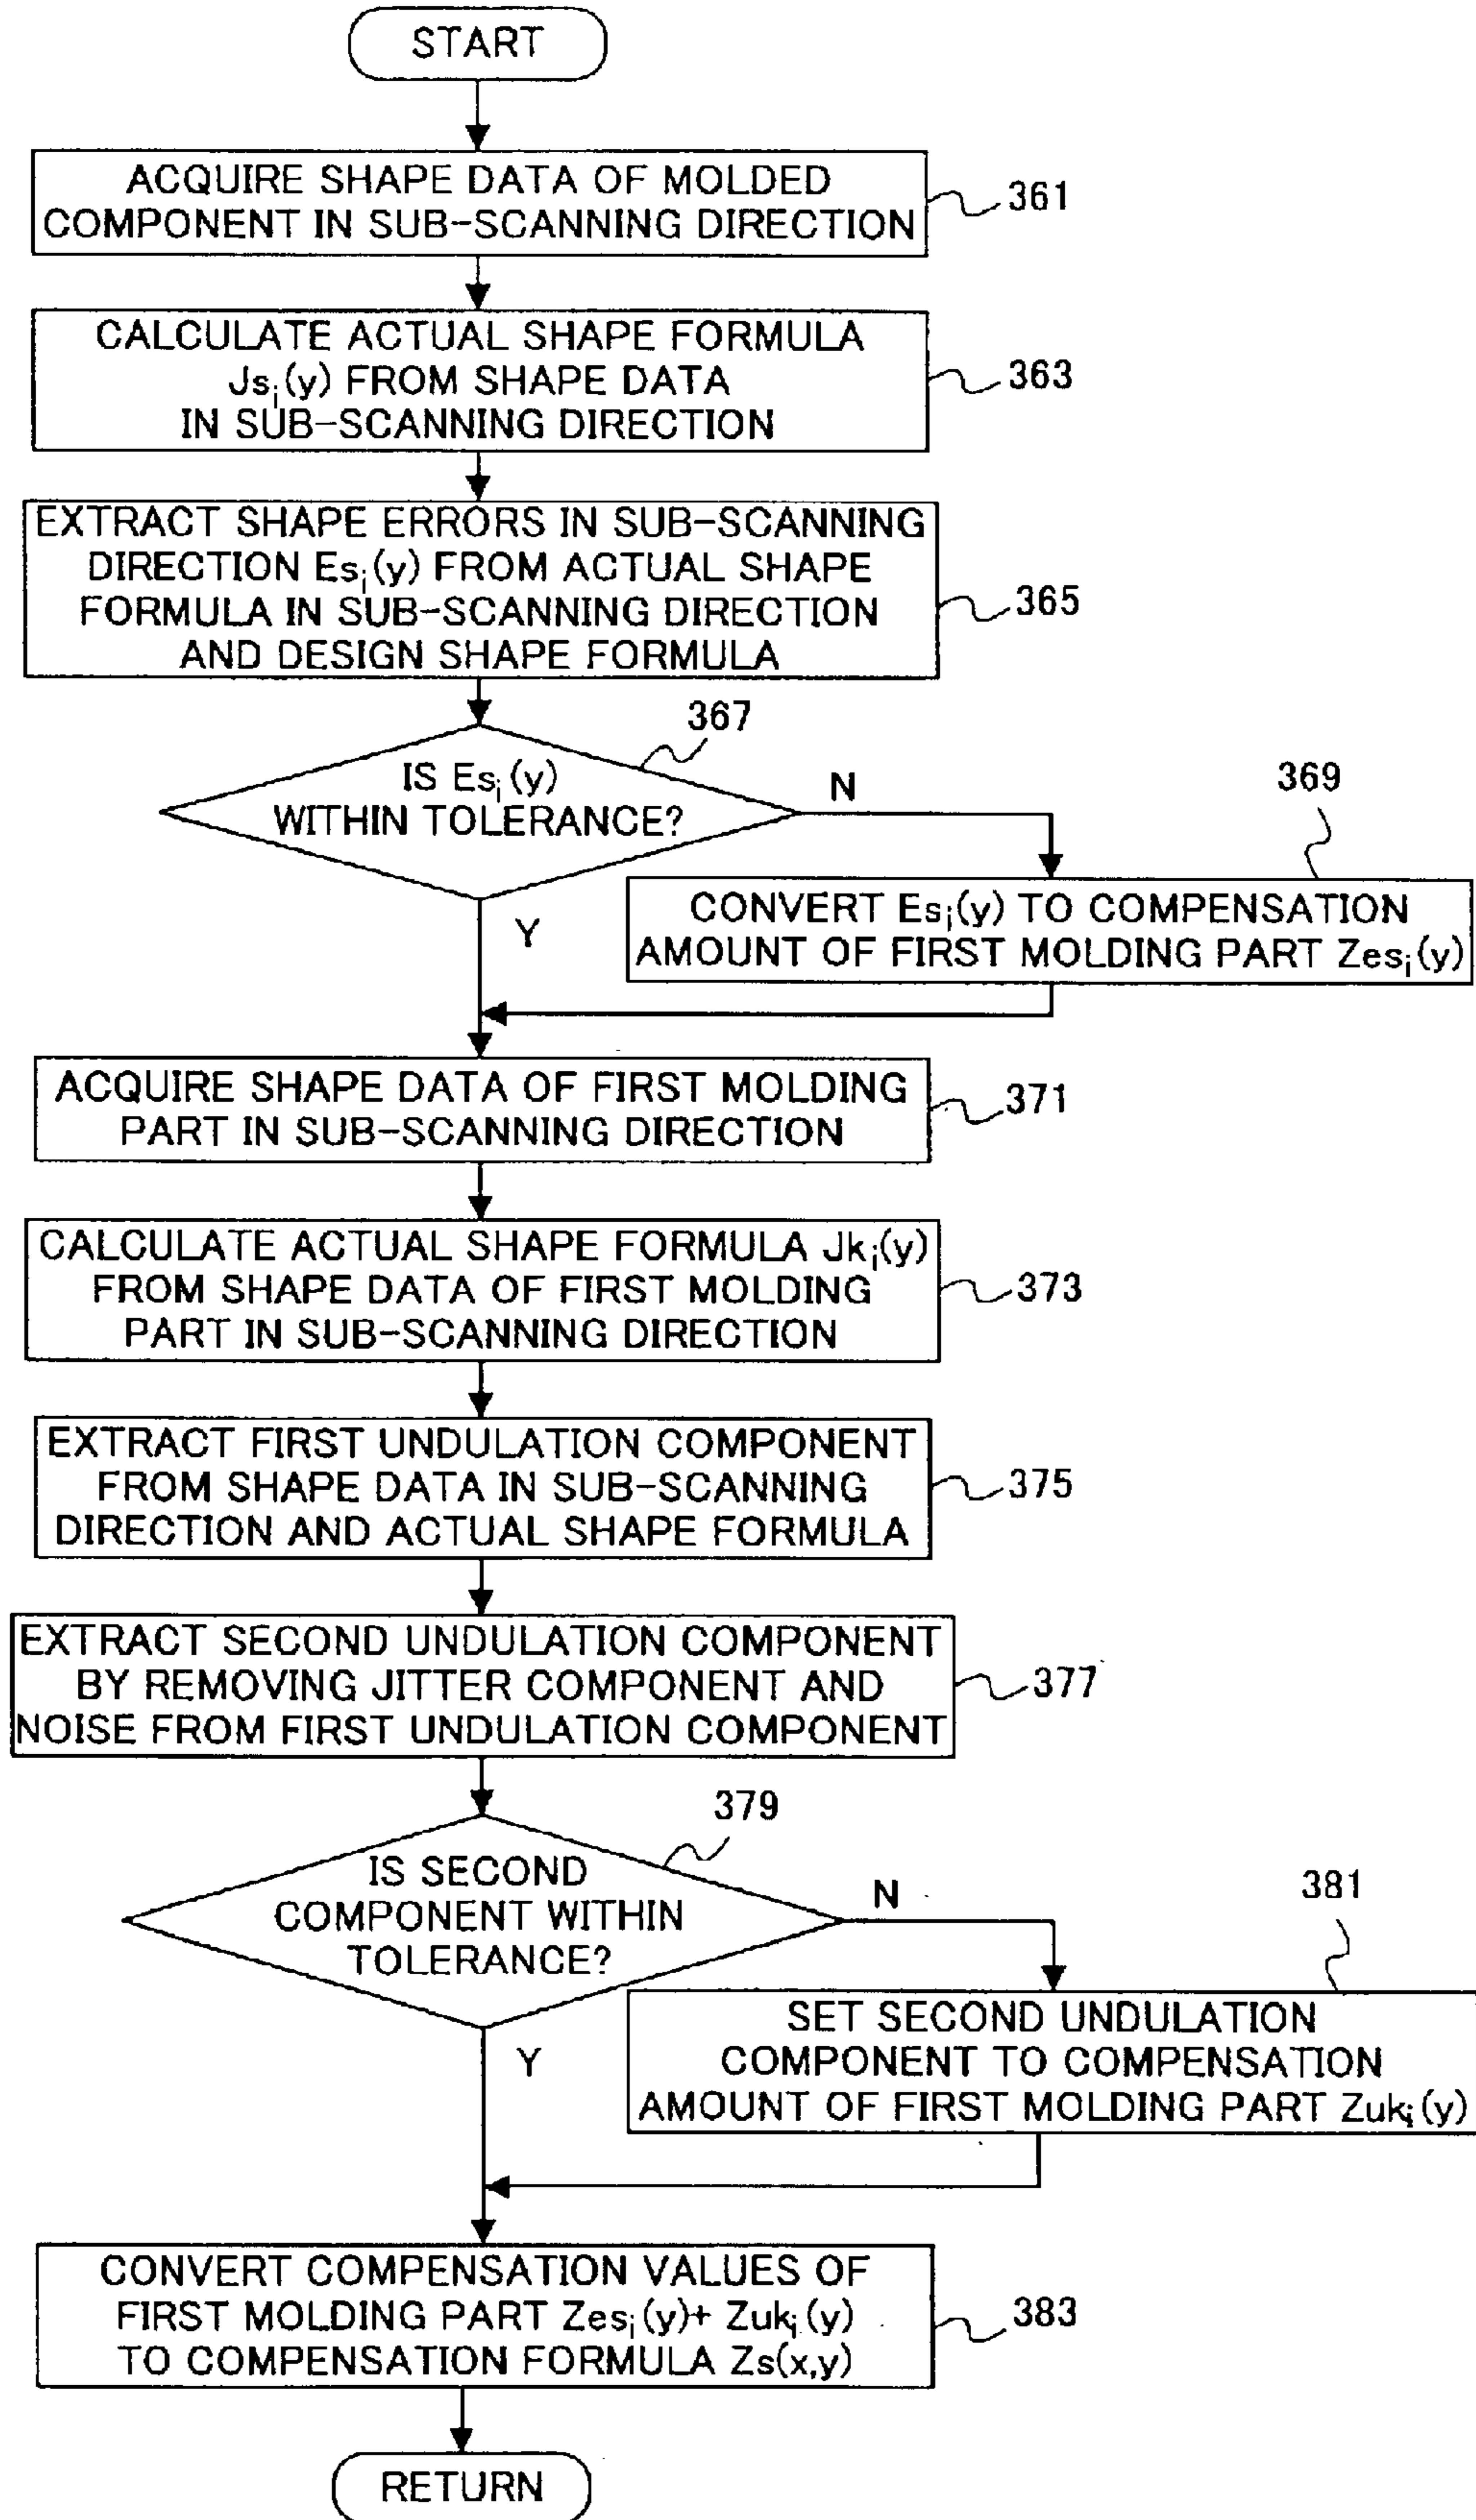 START
ACQUIRE SHAPE DATA OF MOLDED
COMPONENT IN SUB-SCANNING DIRECTION
361
CALCULATE ACTUAL SHAPE FORMULA
Jsi(y) FROM SHAPE DATA
IN SUB-SCANNING DIRECTION
363
EXTRACT SHAPE ERRORS IN SUB-SCANNING
DIRECTION Esi(y) FROM ACTUAL SHAPE
FORMULA IN SUB-SCANNING DIRECTION
AND DESIGN SHAPE FORMULA
365
367
IS Esi(y)
WITHIN TOLERANCE?
N
Y
369
CONVERT Esi(y) TO COMPENSATION
AMOUNT OF FIRST MOLDING PART Zesi(y)
ACQUIRE SHAPE DATA OF FIRST MOLDING
PART IN SUB-SCANNING DIRECTION
371
CALCULATE ACTUAL SHAPE FORMULA Jki(y)
FROM SHAPE DATA OF FIRST MOLDING
PART IN SUB-SCANNING DIRECTION
373
EXTRACT FIRST UNDULATION COMPONENT
FROM SHAPE DATA IN SUB-SCANNING
DIRECTION AND ACTUAL SHAPE FORMULA
375
EXTRACT SECOND UNDULATION COMPONENT
BY REMOVING JITTER COMPONENT AND
NOISE FROM FIRST UNDULATION COMPONENT
377
379
IS SECOND
COMPONENT WITHIN
TOLERANCE?
N
Y
381
SET SECOND UNDULATION
COMPONENT TO COMPENSATION
AMOUNT OF FIRST MOLDING PART Zuki(y)
CONVERT COMPENSATION VALUES OF
FIRST MOLDING PART Zesi(y)+ Zuki(y)
TO COMPENSATION FORMULA Zs(x,y)
383
RETURN